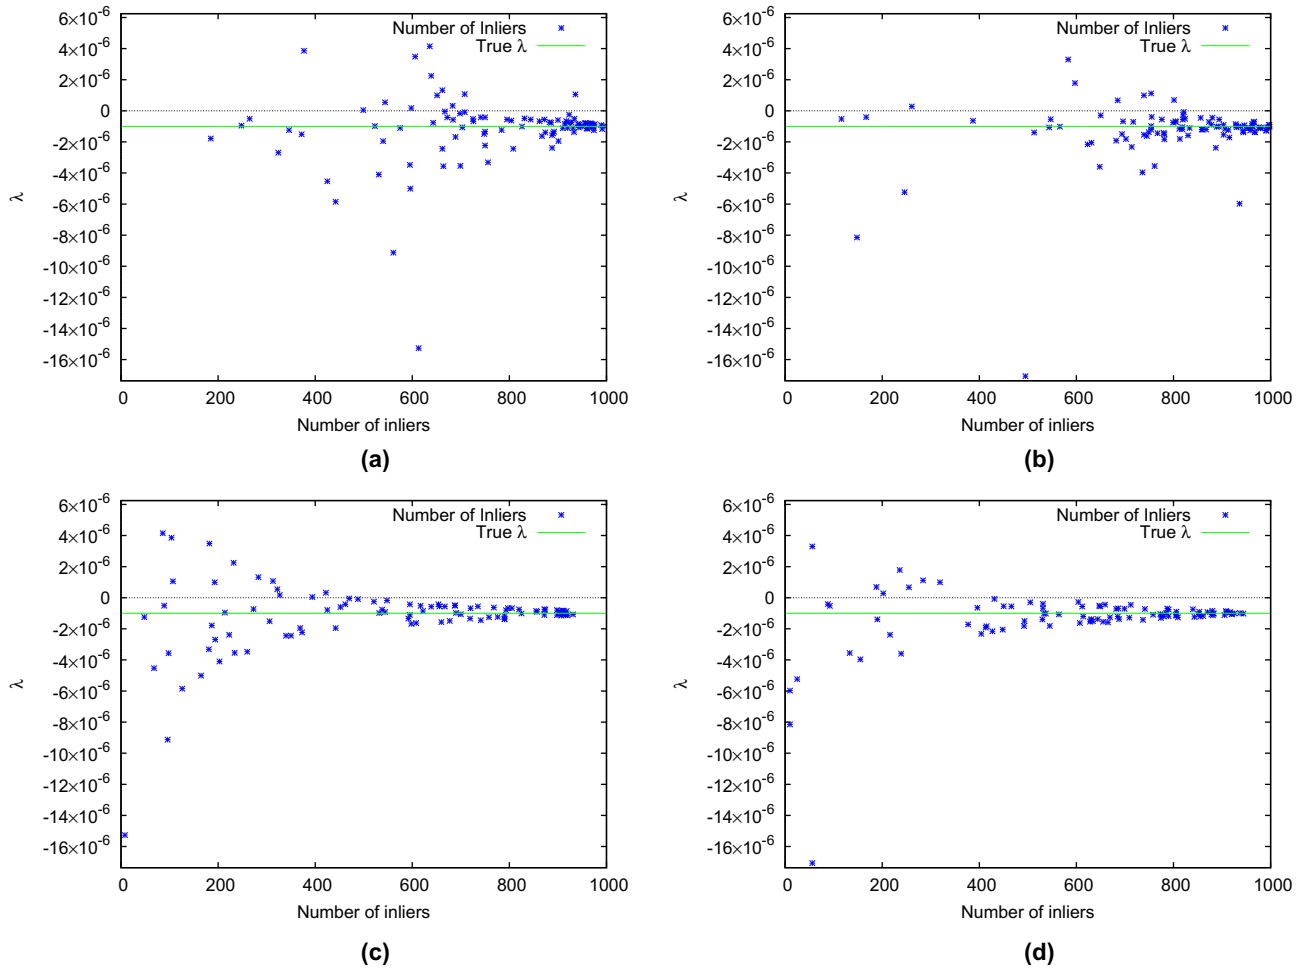 6×10⁻⁶
4×10⁻⁶
2×10⁻⁶
0
-2×10⁻⁶
-4×10⁻⁶
-6×10⁻⁶
-8×10⁻⁶
-10×10⁻⁶
-12×10⁻⁶
-14×10⁻⁶
-16×10⁻⁶
λ
Number of Inliers
True λ
0 200 400 600 800 1000
Number of inliers
(a)
6×10⁻⁶
4×10⁻⁶
2×10⁻⁶
0
-2×10⁻⁶
-4×10⁻⁶
-6×10⁻⁶
-8×10⁻⁶
-10×10⁻⁶
-12×10⁻⁶
-14×10⁻⁶
-16×10⁻⁶
λ
Number of Inliers
True λ
0 200 400 600 800 1000
Number of inliers
(b)
6×10⁻⁶
4×10⁻⁶
2×10⁻⁶
0
-2×10⁻⁶
-4×10⁻⁶
-6×10⁻⁶
-8×10⁻⁶
-10×10⁻⁶
-12×10⁻⁶
-14×10⁻⁶
-16×10⁻⁶
λ
Number of Inliers
True λ
0 200 400 600 800 1000
Number of inliers
(c)
6×10⁻⁶
4×10⁻⁶
2×10⁻⁶
0
-2×10⁻⁶
-4×10⁻⁶
-6×10⁻⁶
-8×10⁻⁶
-10×10⁻⁶
-12×10⁻⁶
-14×10⁻⁶
-16×10⁻⁶
λ
Number of Inliers
True λ
0 200 400 600 800 1000
Number of inliers
(d)